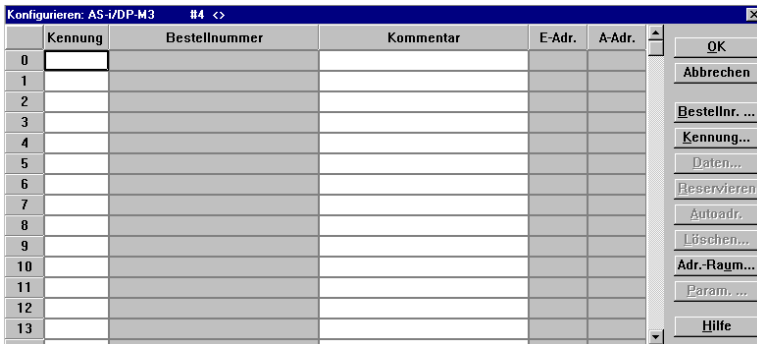 Konfigurieren: AS-i/DP-M3 #4 <>
Kennung Bestellnummer Kommentar E-Adr. A-Adr.
0
1
2
3
4
5
6
7
8
9
10
11
12
13
OK
Abbrechen
Bestellnr. ...
Kennung...
Daten...
Reservieren
Autoadr.
Löschen...
Adr.-Raum...
Param. ...
Hilfe